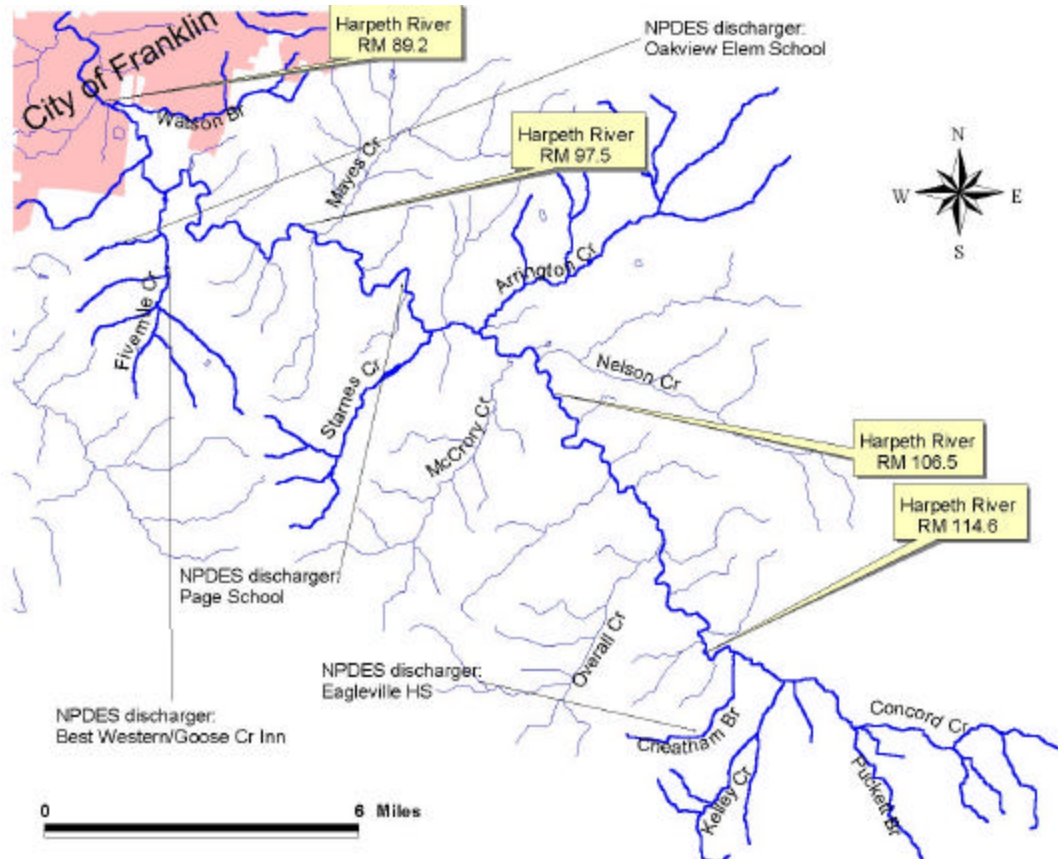 City of Franklin
Harpeth River
RM 89.2
NPDES discharger:
Oakview Elem School
Watson Br
Harpeth River
RM 97.5
Mayes Cr
N
W
E
S
Arrington Cr
Fivemile Cr
Starnes Cr
Nelson Cr
McCrory Cr
Harpeth River
RM 106.5
Harpeth River
RM 114.6
NPDES discharger:
Page School
Overall Cr
NPDES discharger:
Eagleville HS
NPDES discharger:
Best Western/Goose Cr Inn
Cheatham Br
Concord Cr
Kelley Cr
Puckett Br
0
6 Miles